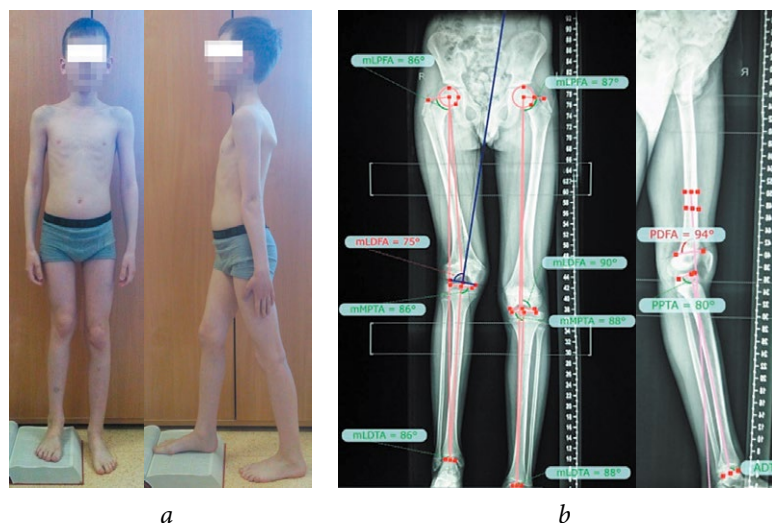 mLPFA = 86°
mLPFA = 87°
R
R
mLDFA = 75°
mLDFA = 90°
PDFA = 94°
mMPTA = 86°
PPTA = 80°
mMPTA = 88°
mLDTA = 86°
mLDTA = 88°
ADT
a
b